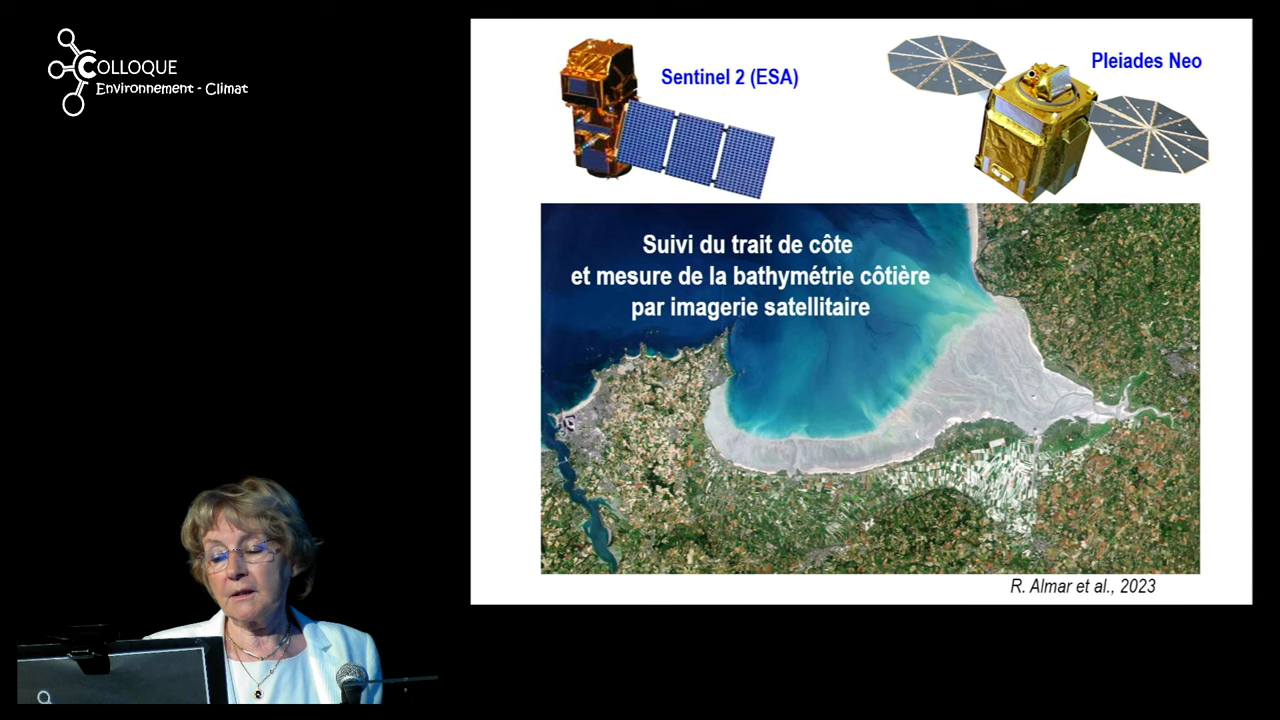 COLLOQUE
Environnement - Climat
Sentinel 2 (ESA)
Pleiades Neo
Suivi du trait de côte
et mesure de la bathymétrie côtière
par imagerie satellitaire
R. Almar et al., 2023